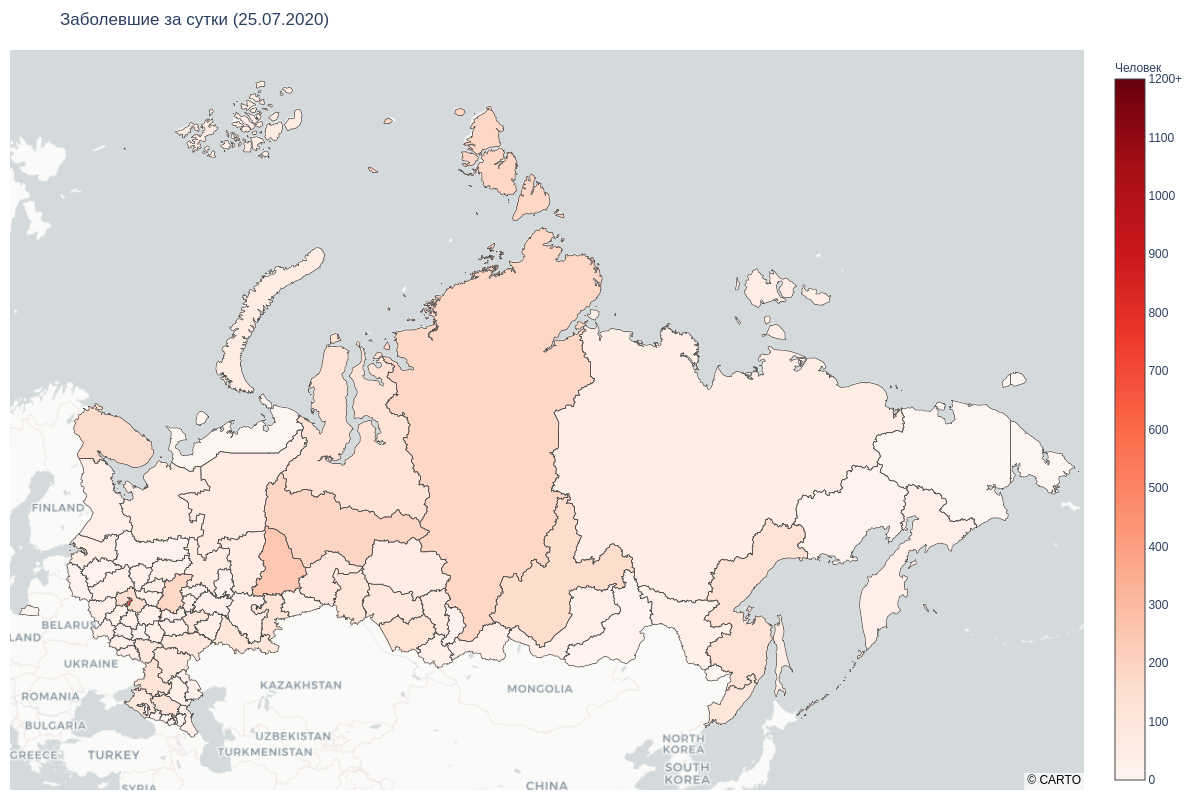 Заболевшие за сутки (25.07.2020)
Человек
1200+
1100
1000
900
800
700
600
500
400
300
200
100
0
FINLAND
BELARUS
LAND
UKRAINE
KAZAKHSTAN
MONGOLIA
ROMANIA
BULGARIA
UZBEKISTAN
NORTH
KOREA
GREECE
TURKEY
TURKMENISTAN
SOUTH
KOREA
SYRIA
CHINA
© CARTO